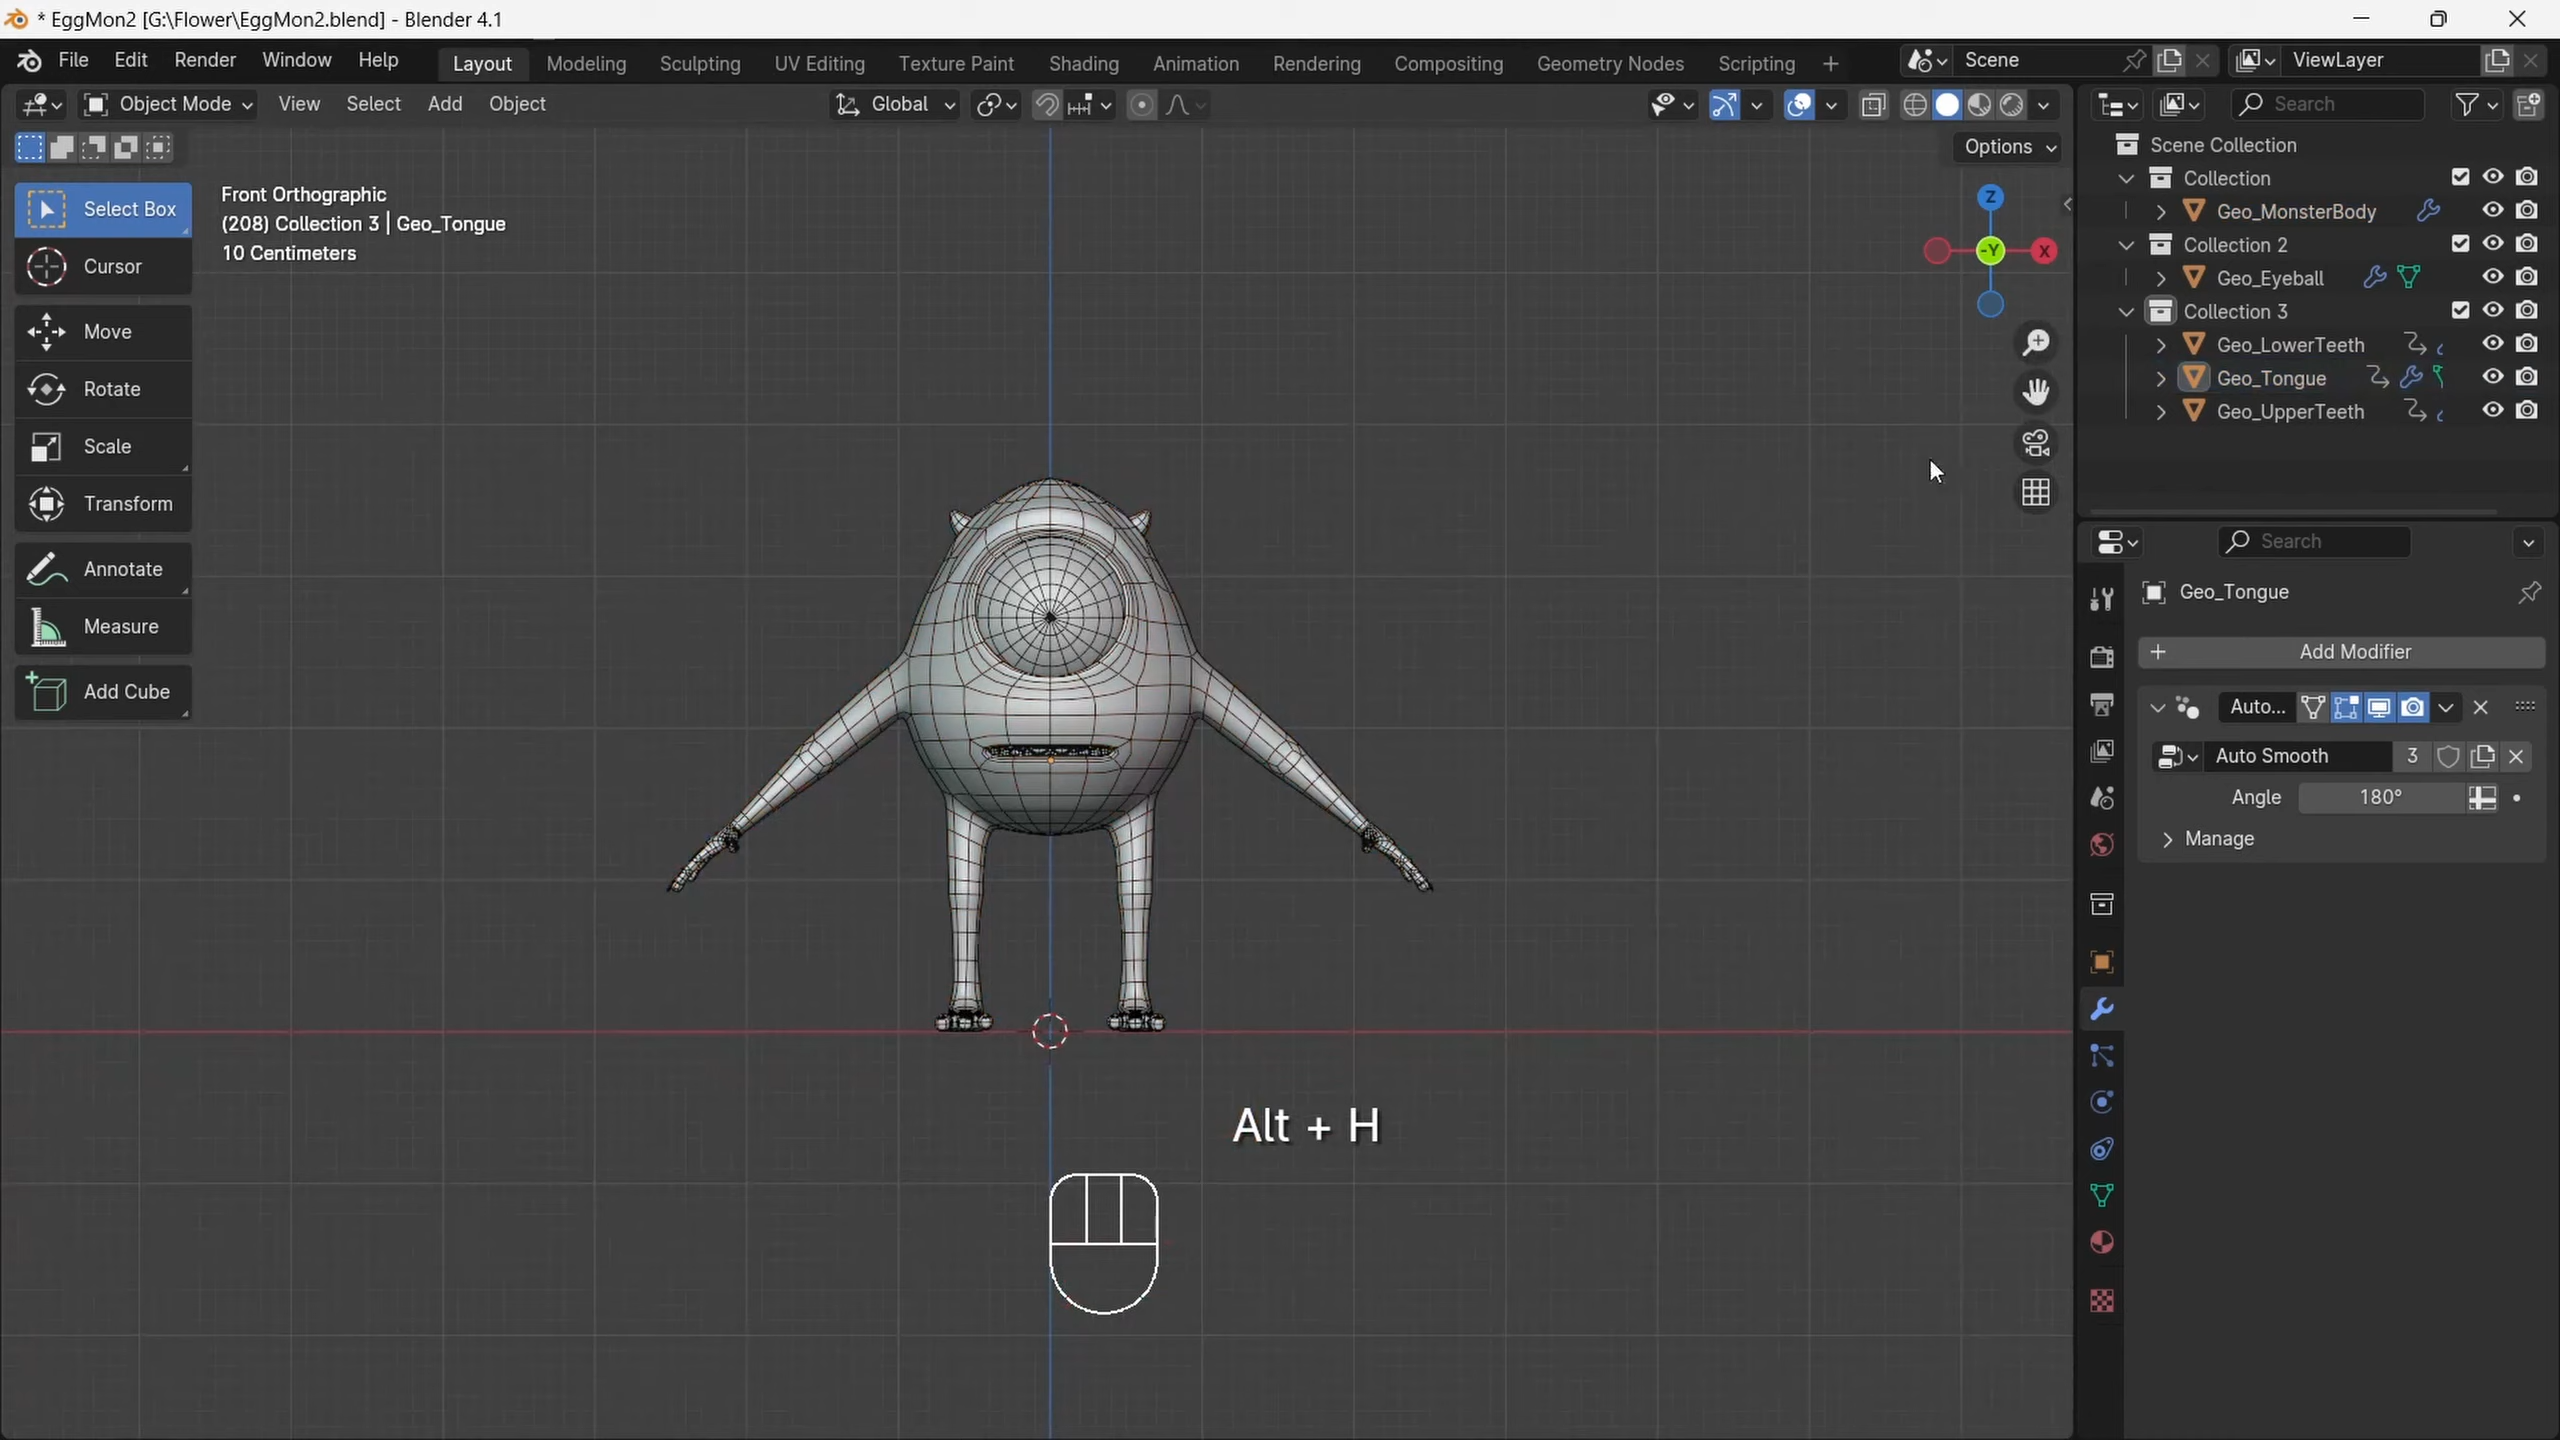 * EggMon2 [G:\Flower\EggMon2.blend] - Blender 4.1
File Edit Render Window Help Layout Modeling Sculpting UV Editing Texture Paint Shading Animation Rendering Compositing Geometry Nodes Scripting + Scene ViewLayer
Object Mode View Select Add Object Global Search
Options
Select Box
Cursor
Move
Rotate
Scale
Transform
Annotate
Measure
Add Cube
Front Orthographic
(208) Collection 3 | Geo_Tongue
10 Centimeters
Z
-Y
X
Alt + H
Scene Collection
Collection
Geo_MonsterBody
Collection 2
Geo_Eyeball
Collection 3
Geo_LowerTeeth
Geo_Tongue
Geo_UpperTeeth
Search
Geo_Tongue
+ Add Modifier
Auto...
Auto Smooth 3
Angle 180°
Manage